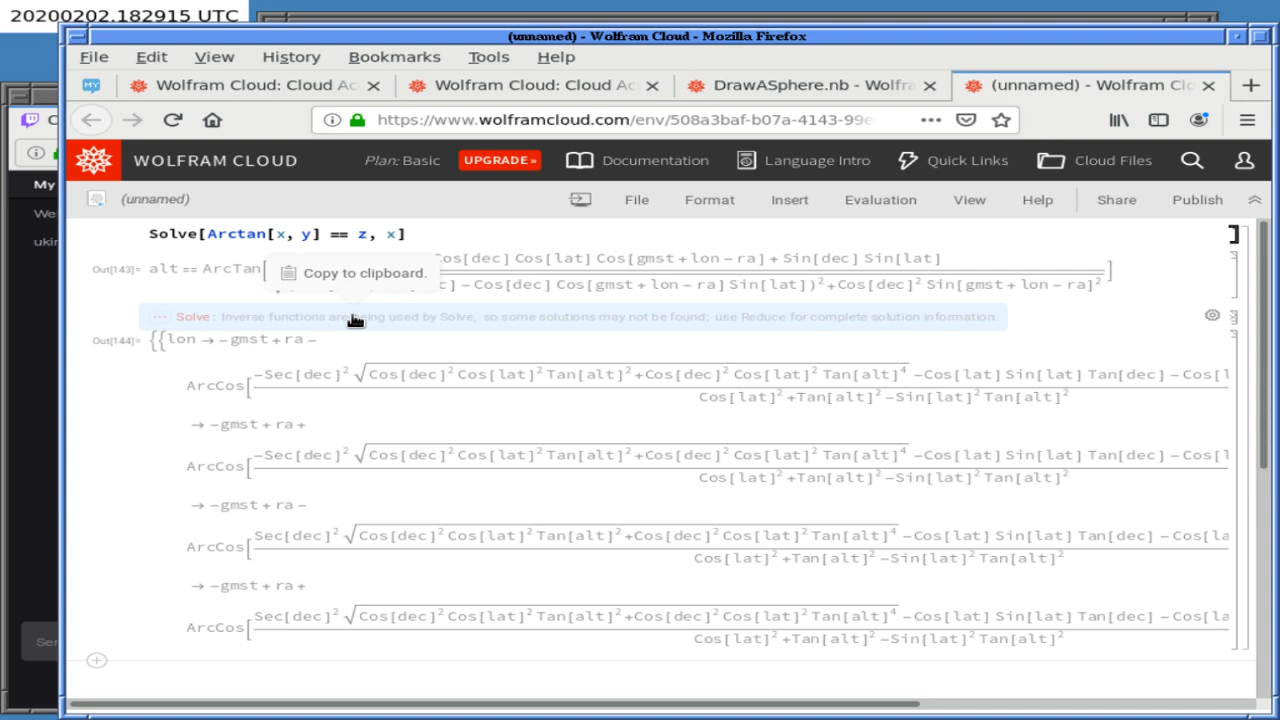 20200202.182915 UTC
(unnamed) - Wolfram Cloud - Mozilla Firefox
File Edit View History Bookmarks Tools Help
Wolfram Cloud: Cloud Ac Wolfram Cloud: Cloud Ac DrawASphere.nb - Wolfra (unnamed) - Wolfram Clo
https://www.wolframcloud.com/env/508a3baf-b07a-4143-99e
WOLFRAM CLOUD Plan: Basic UPGRADE » Documentation Language Intro Quick Links Cloud Files
My
(unnamed) File Format Insert Evaluation View Help Share Publish
We
ukir
Solve[Arctan[x, y] == z, x]
os[dec] Cos[lat] Cos[gmst+lon-ra] + Sin[dec] Sin[lat]
Out[143]= alt == ArcTan[ ]
Copy to clipboard.
c] - Cos[dec] Cos[gmst+lon-ra] Sin[lat])²+Cos[dec]² Sin[gmst+lon-ra]²
··· Solve: Inverse functions are being used by Solve, so some solutions may not be found; use Reduce for complete solution information.
Out[144]= {{lon → -gmst + ra -
ArcCos[
-Sec[dec]² √Cos[dec]² Cos[lat]² Tan[alt]²+Cos[dec]² Cos[lat]² Tan[alt]⁴ -Cos[lat] Sin[lat] Tan[dec] - Cos[l
Cos[lat]²+Tan[alt]²-Sin[lat]² Tan[alt]²
→ -gmst + ra +
ArcCos[
-Sec[dec]² √Cos[dec]² Cos[lat]² Tan[alt]²+Cos[dec]² Cos[lat]² Tan[alt]⁴ -Cos[lat] Sin[lat] Tan[dec] - Cos[l
Cos[lat]²+Tan[alt]²-Sin[lat]² Tan[alt]²
→ -gmst + ra -
ArcCos[
Sec[dec]² √Cos[dec]² Cos[lat]² Tan[alt]²+Cos[dec]² Cos[lat]² Tan[alt]⁴ -Cos[lat] Sin[lat] Tan[dec] - Cos[la
Cos[lat]²+Tan[alt]²-Sin[lat]² Tan[alt]²
→ -gmst + ra +
ArcCos[
Sec[dec]² √Cos[dec]² Cos[lat]² Tan[alt]²+Cos[dec]² Cos[lat]² Tan[alt]⁴ -Cos[lat] Sin[lat] Tan[dec] - Cos[la
Cos[lat]²+Tan[alt]²-Sin[lat]² Tan[alt]²
Ser